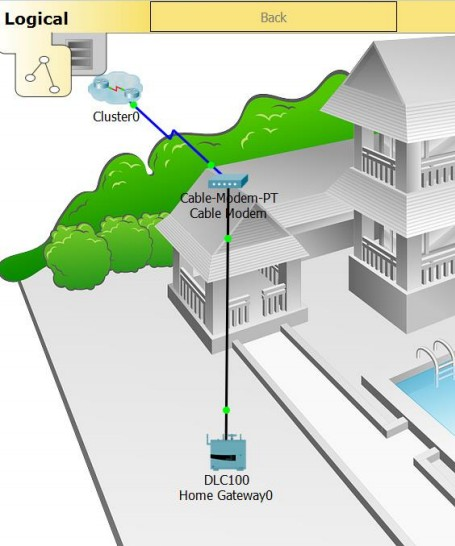 Logical
Back
Cluster0
Cable-Modem-PT
Cable Modem
DLC100
Home Gateway0